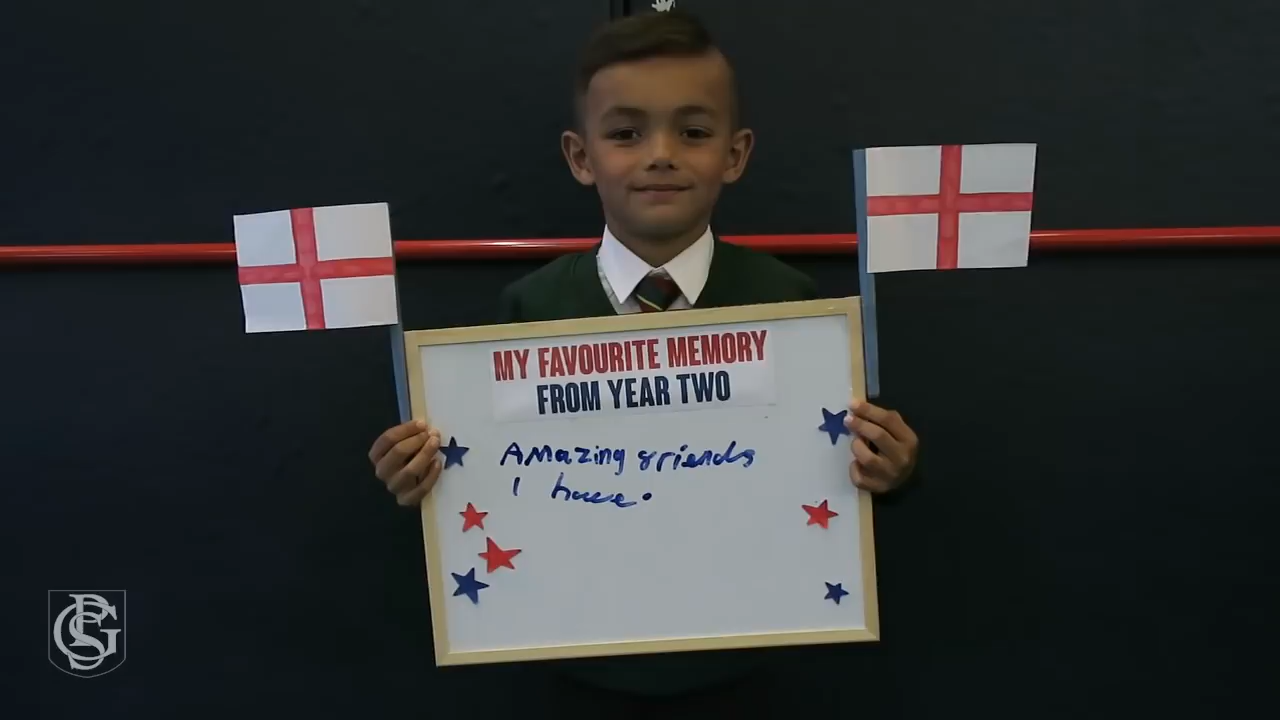 MY FAVOURITE MEMORY
FROM YEAR TWO
Amazing friends
I have.